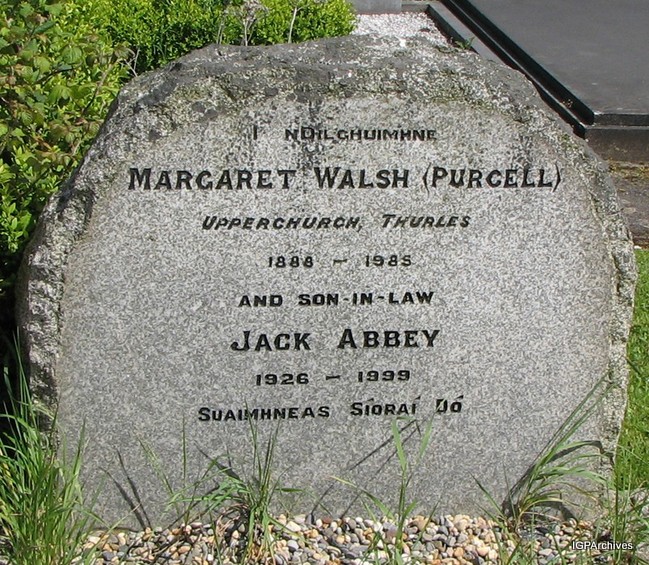 I nDilchuimhne
Margaret Walsh (Purcell)
Upperchurch, Thurles
1888 – 1985
and son-in-law
Jack Abbey
1926 – 1999
Suaimhneas Síoraí Dó
IGPArchives